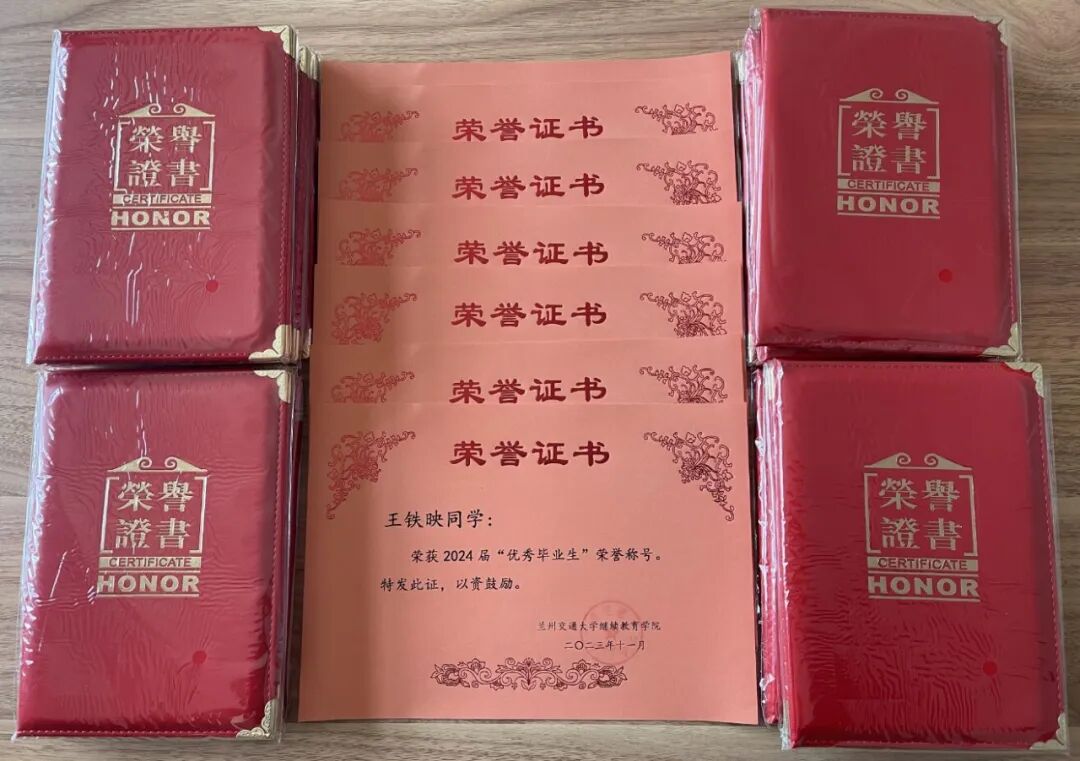 榮譽
證書
CERTIFICATE
HONOR
榮譽
證書
CERTIFICATE
HONOR
荣誉证书
荣誉证书
荣誉证书
荣誉证书
荣誉证书
荣誉证书
王铁映同学：
荣获2024届“优秀毕业生”荣誉称号。
特发此证，以资鼓励。
兰州交通大学继续教育学院
二〇二三年十一月
榮譽
證書
CERTIFICATE
HONOR
榮譽
證書
CERTIFICATE
HONOR